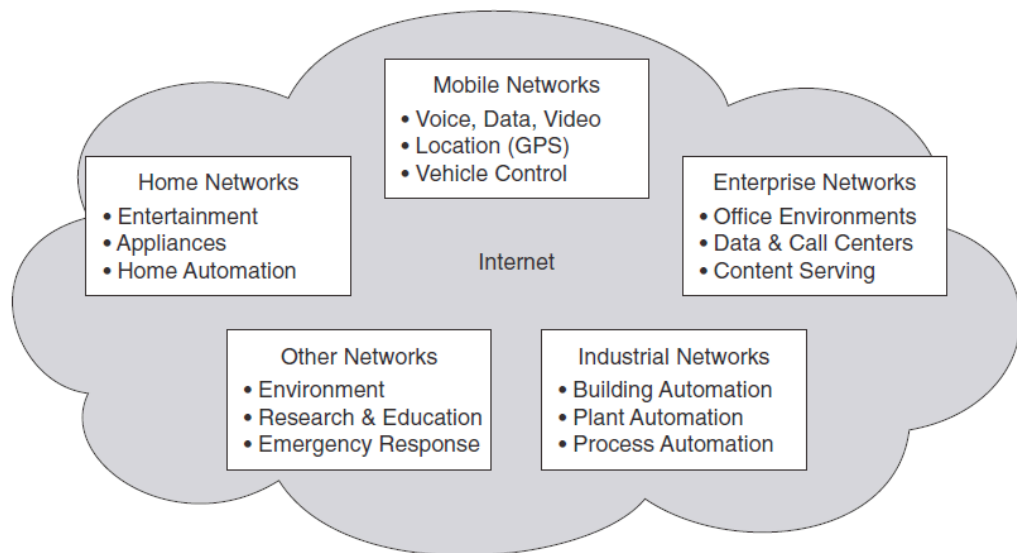 Mobile Networks
• Voice, Data, Video
• Location (GPS)
• Vehicle Control
Home Networks
• Entertainment
• Appliances
• Home Automation
Enterprise Networks
• Office Environments
• Data & Call Centers
• Content Serving
Internet
Other Networks
• Environment
• Research & Education
• Emergency Response
Industrial Networks
• Building Automation
• Plant Automation
• Process Automation